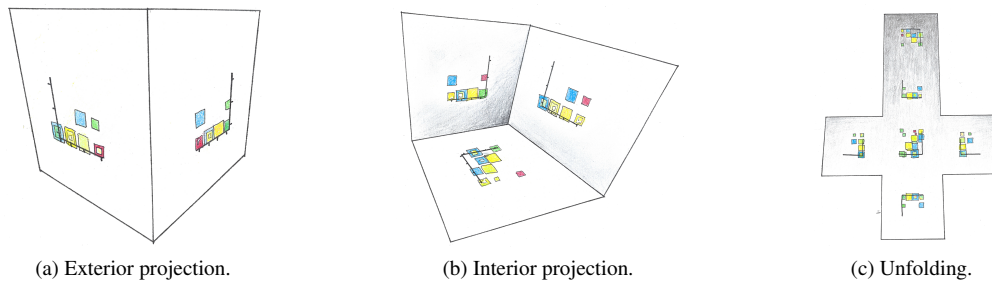 (a) Exterior projection.
(b) Interior projection.
(c) Unfolding.